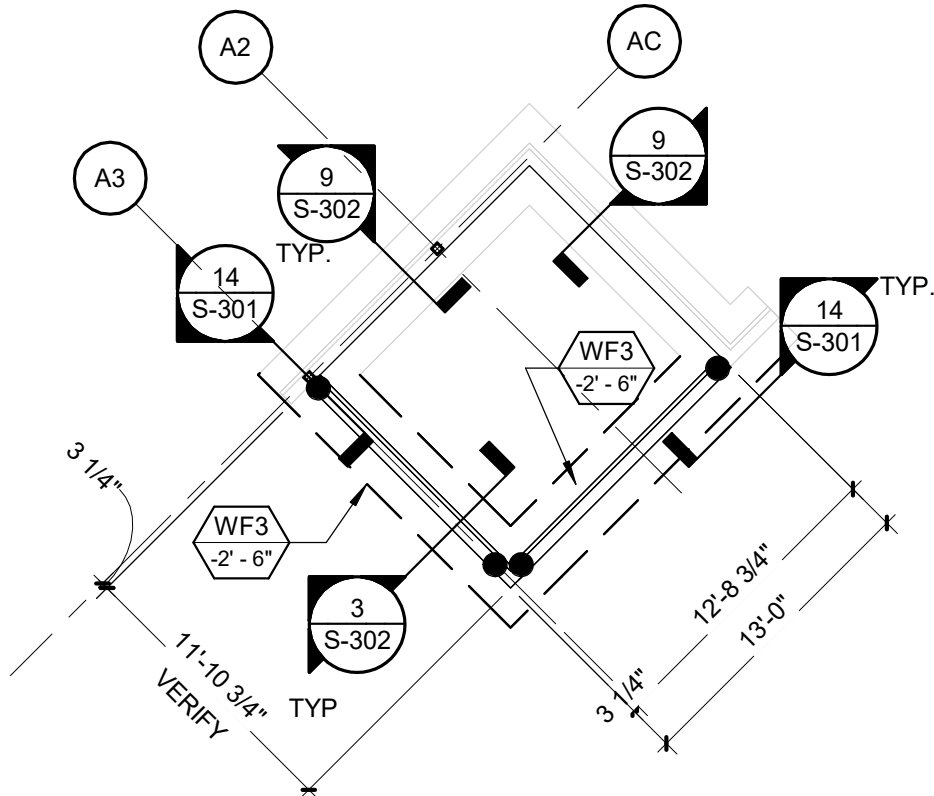 A2
AC
A3
9
S-302
TYP.
9
S-302
14
S-301
14
S-301
TYP.
WF3
-2' - 6"
3 1/4"
WF3
-2' - 6"
3
S-302
TYP
11'-10 3/4"
VERIFY
12'-8 3/4"
13'-0"
3 1/4"